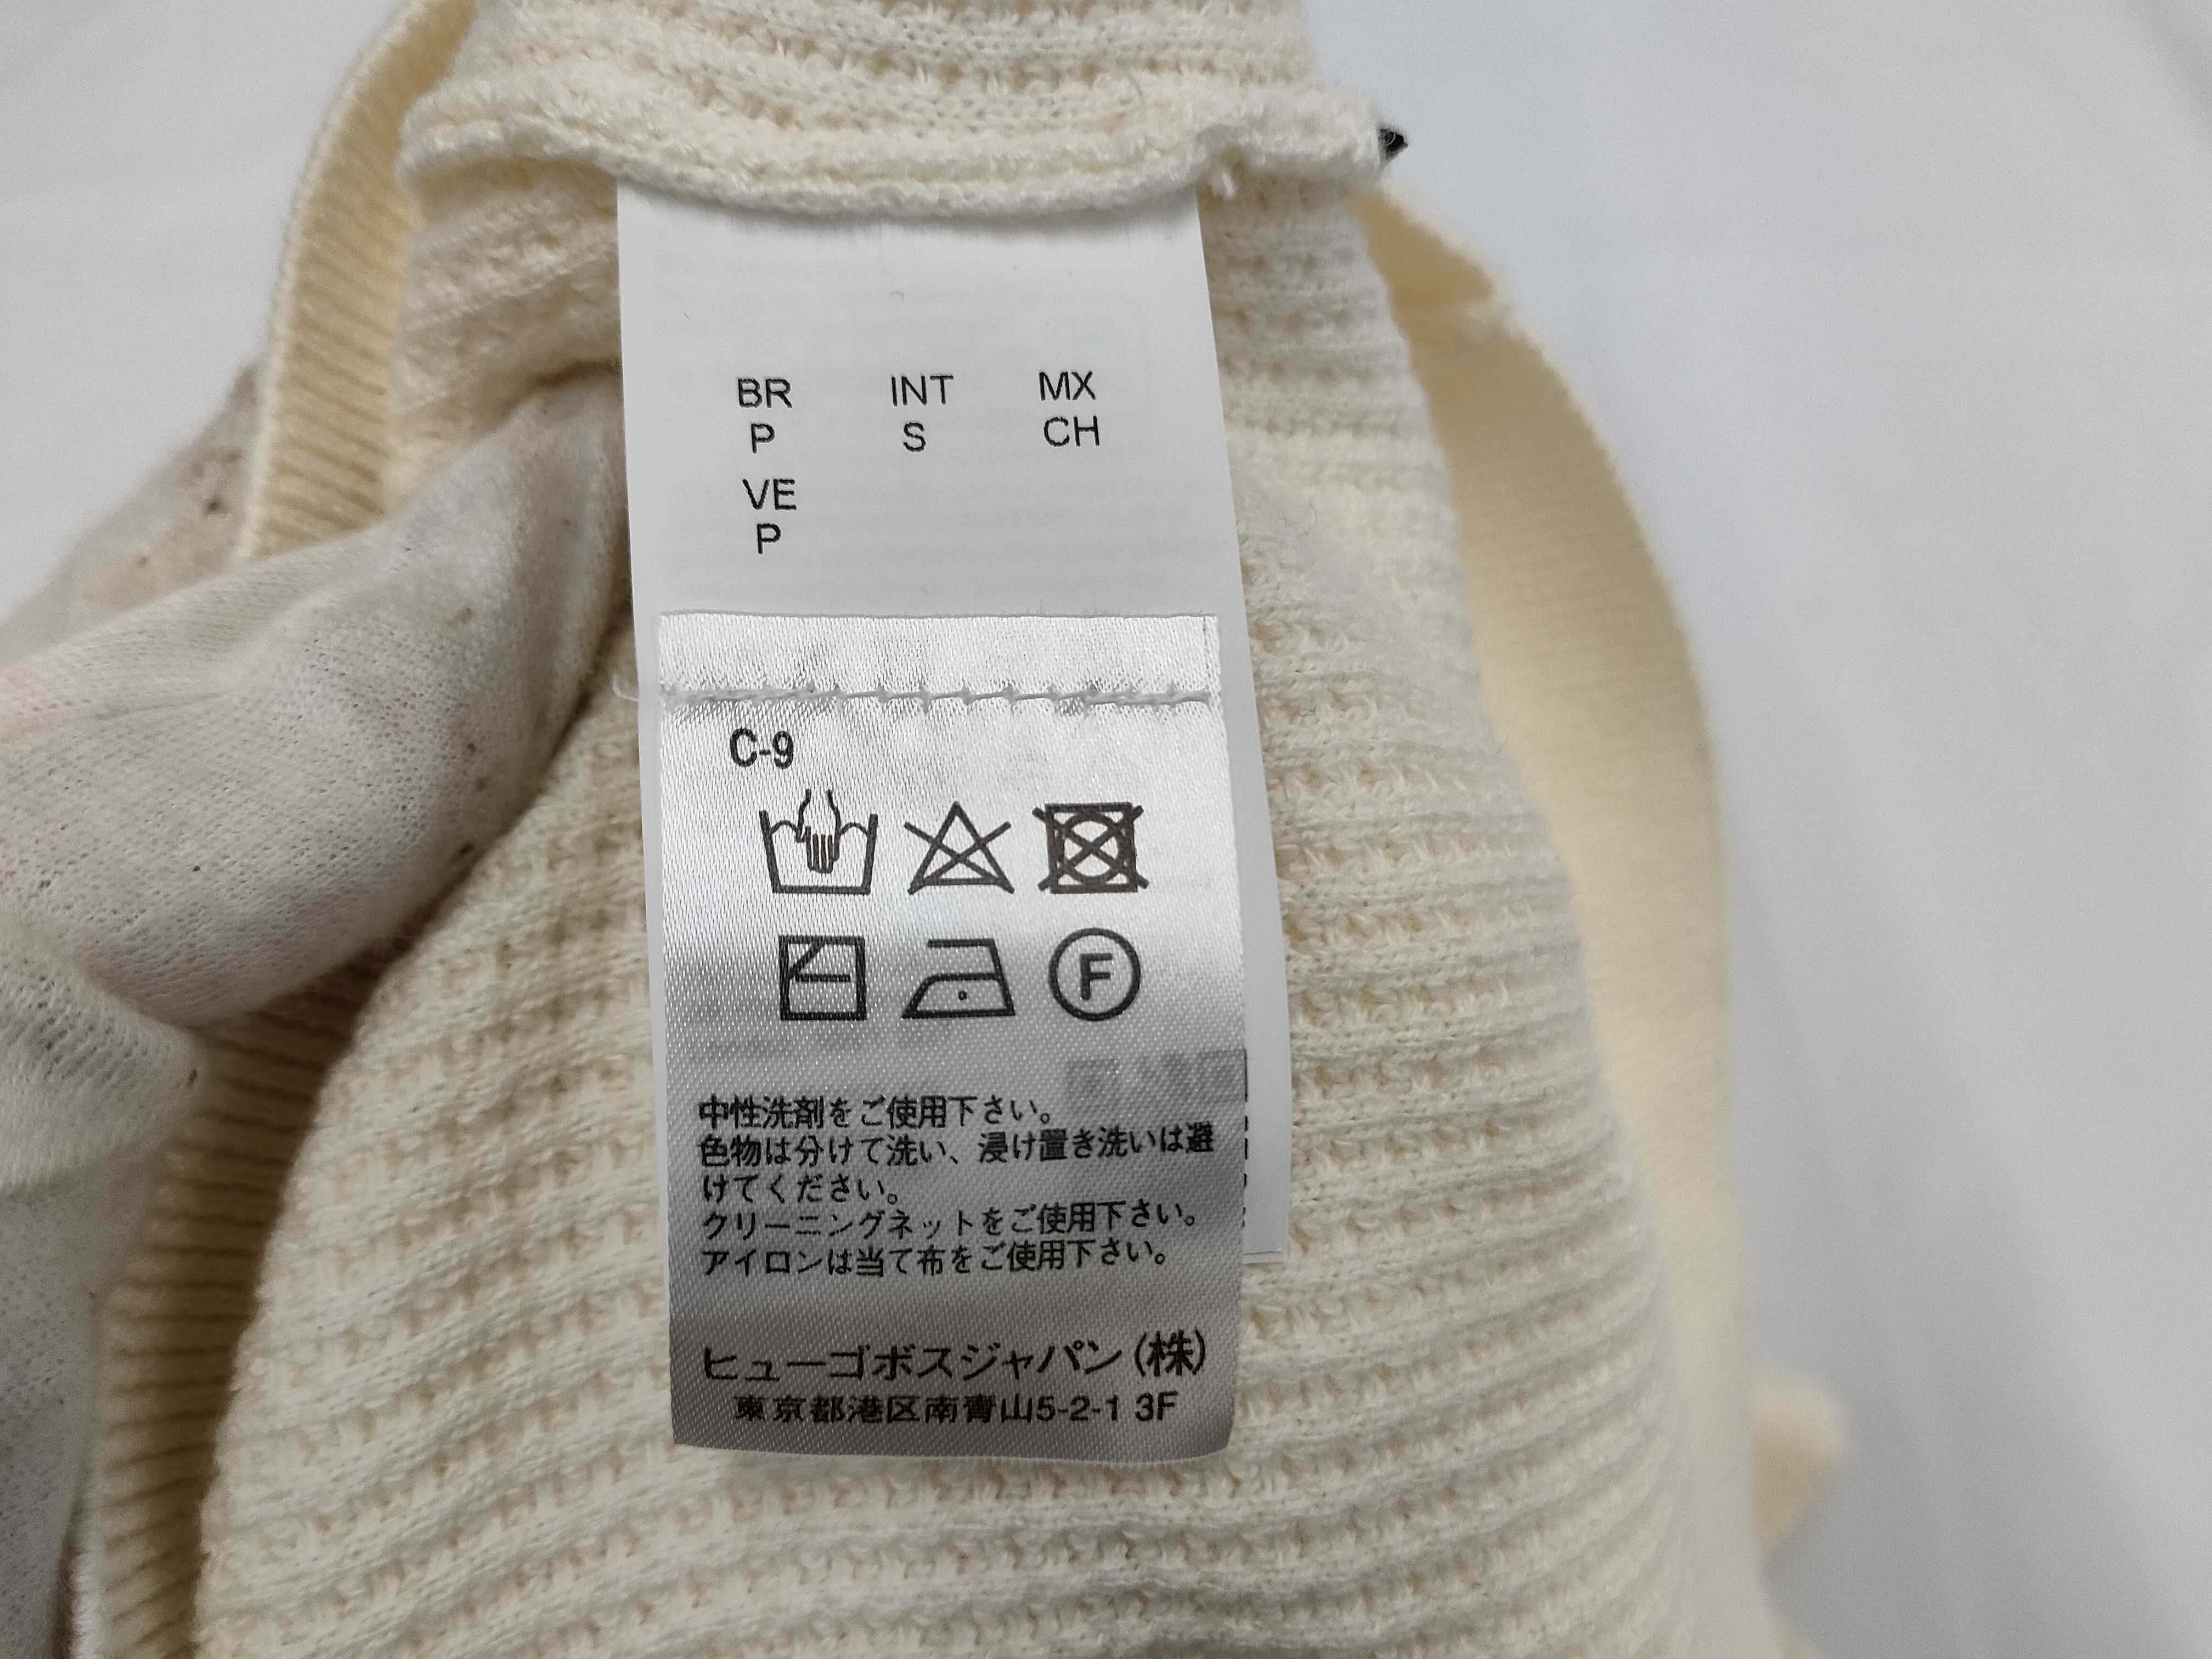 BR INT MX
P S CH
VE
P
C-9
F
中性洗剤をご使用下さい。
色物は分けて洗い、浸け置き洗いは避
けてください。
クリーニングネットをご使用下さい。
アイロンは当て布をご使用下さい。
ヒューゴボスジャパン(株)
東京都港区南青山5-2-1 3F